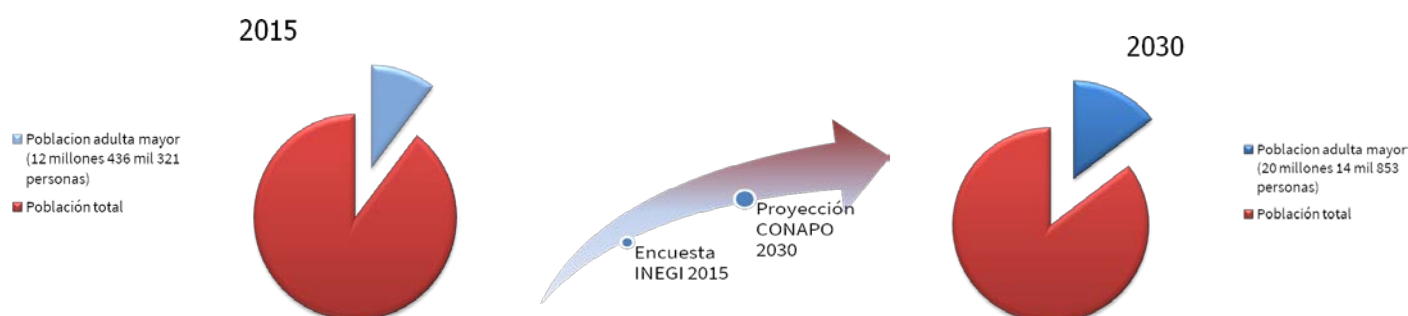 2015
Poblacion adulta mayor
(12 millones 436 mil 321
personas)
Población total
Encuesta
INEGI 2015
Proyección
CONAPO
2030
2030
Poblacion adulta mayor
(20 millones 14 mil 853
personas)
Población total